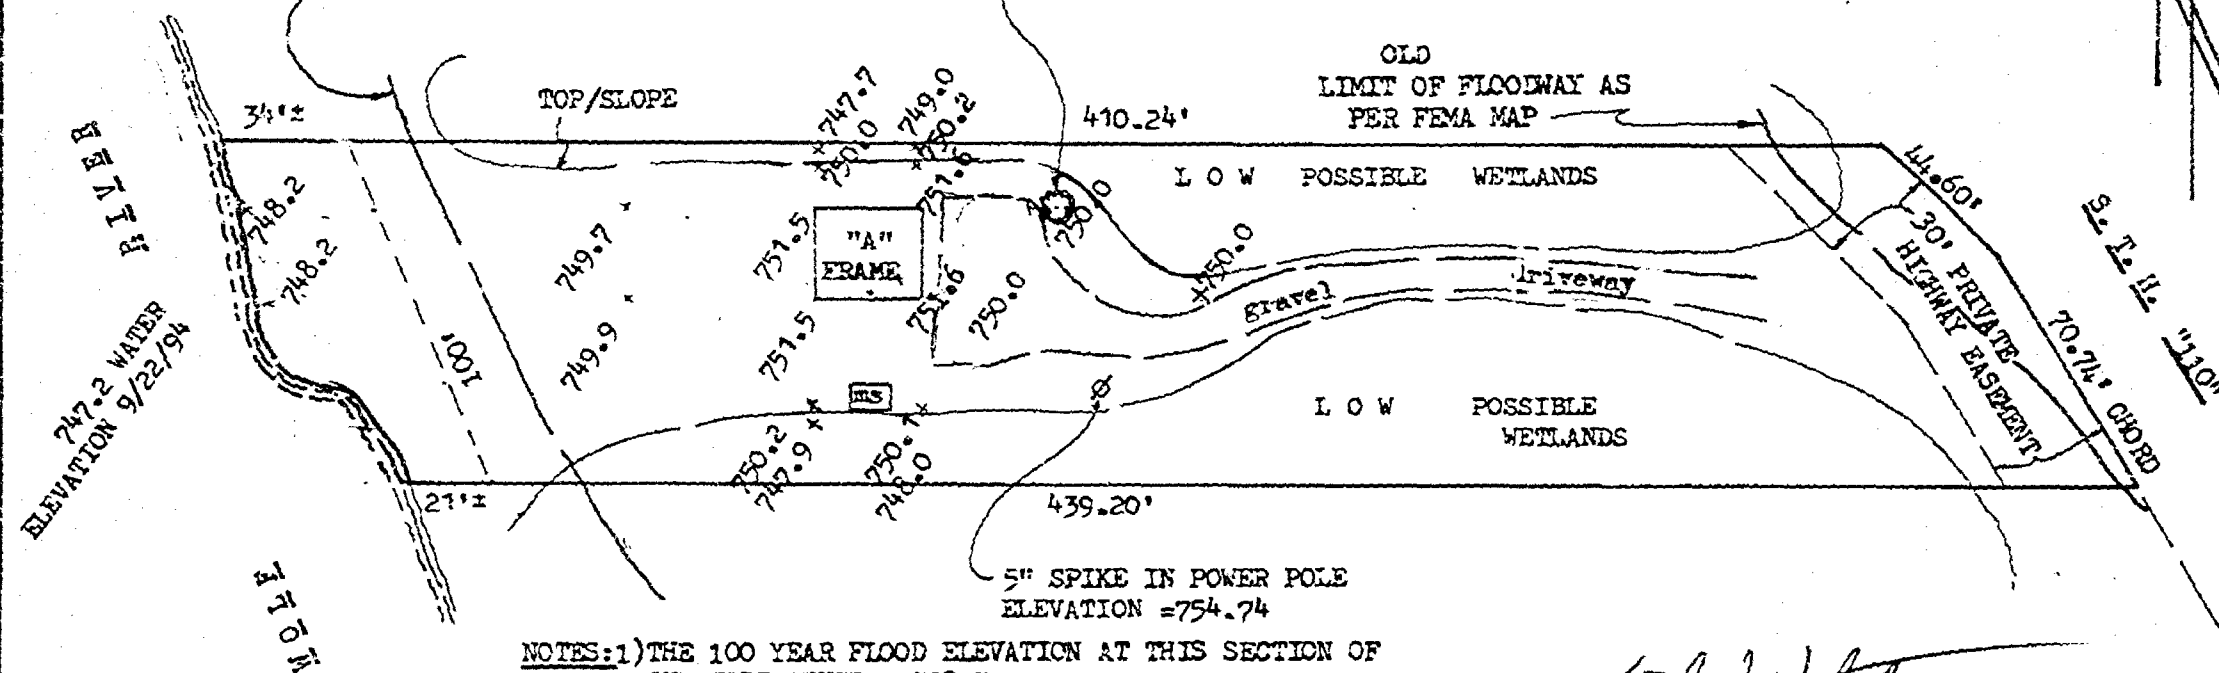 OLD
LIMIT OF FLOODWAY AS
PER FEMA MAP
34'±
TOP/SLOPE
747.7
750.0
749.0
750.2
410.24'
44.60'
LOW POSSIBLE WETLANDS
RIVER
748.2
748.2
749.7
749.9
751.5
751.5
"A"
FRAME
751.6
751.6
750.0
750.0
750.0
gravel
driveway
30' PRIVATE
HIGHWAY EASEMENT
S. T. H. "110"
70.74' CHORD
747.2 WATER
ELEVATION 9/22/94
100'
ms
LOW POSSIBLE
WETLANDS
750.2
747.9
750.1
748.0
21'±
439.20'
WOLF
5" SPIKE IN POWER POLE
ELEVATION =754.74
NOTES:1)THE 100 YEAR FLOOD ELEVATION AT THIS SECTION OF